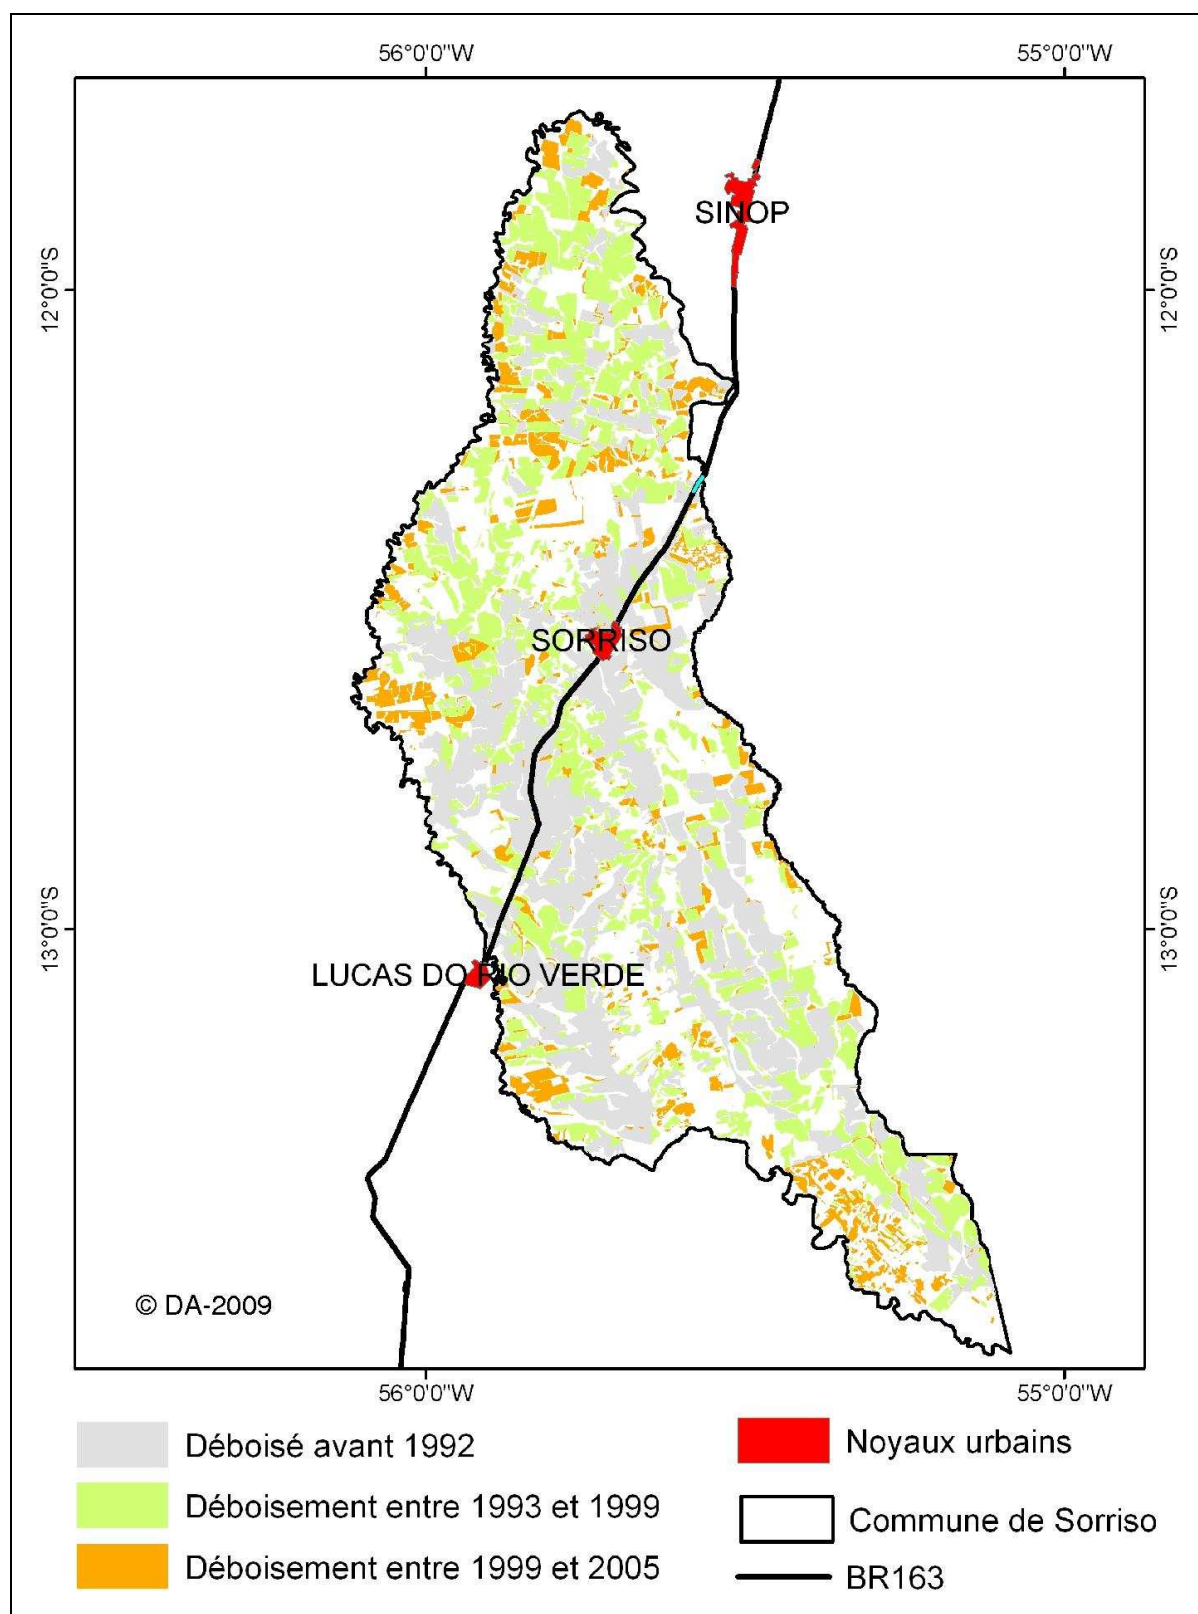 56°0'0"W
55°0'0"W
SINOP
12°0'0"S
12°0'0"S
SORRISO
13°0'0"S
13°0'0"S
LUCAS DO RIO VERDE
© DA-2009
56°0'0"W
55°0'0"W
Déboisé avant 1992
Noyaux urbains
Déboisement entre 1993 et 1999
Commune de Sorriso
Déboisement entre 1999 et 2005
BR163